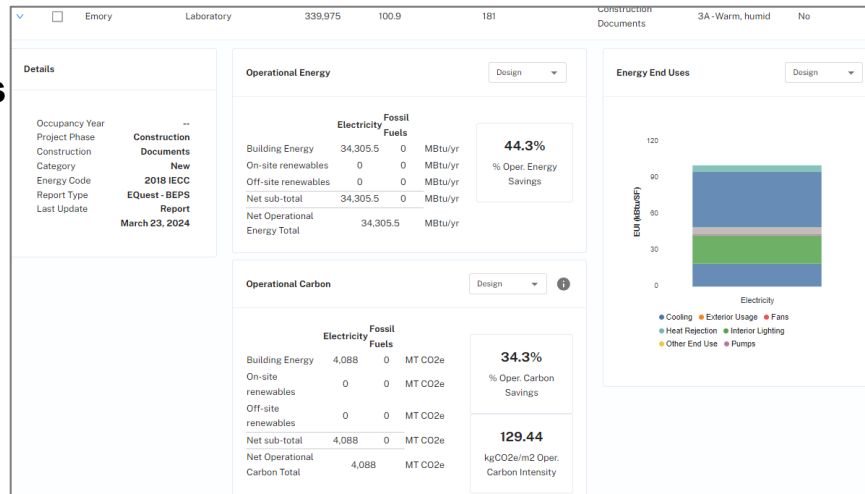 Emory Laboratory 339,975 100.9 181 Construction Documents 3A - Warm, humid No
s
Details
Occupancy Year --
Project Phase Construction
Construction Documents
Category New
Energy Code 2018 IECC
Report Type EQuest - BEPS
Last Update Report
March 23, 2024
Operational Energy Design
Electricity Fossil Fuels
Building Energy 34,305.5 0 MBtu/yr
On-site renewables 0 0 MBtu/yr
Off-site renewables 0 0 MBtu/yr
Net sub-total 34,305.5 0 MBtu/yr
Net Operational Energy Total 34,305.5 MBtu/yr
44.3%
% Oper. Energy
Savings
Operational Carbon Design i
Electricity Fossil Fuels
Building Energy 4,088 0 MT CO2e
On-site renewables 0 0 MT CO2e
Off-site renewables 0 0 MT CO2e
Net sub-total 4,088 0 MT CO2e
Net Operational Carbon Total 4,088 MT CO2e
34.3%
% Oper. Carbon
Savings
129.44
kgCO2e/m2 Oper.
Carbon Intensity
Energy End Uses Design
EUI (kBtu/SF)
120
90
60
30
0
Electricity
Cooling Exterior Usage Fans
Heat Rejection Interior Lighting
Other End Use Pumps